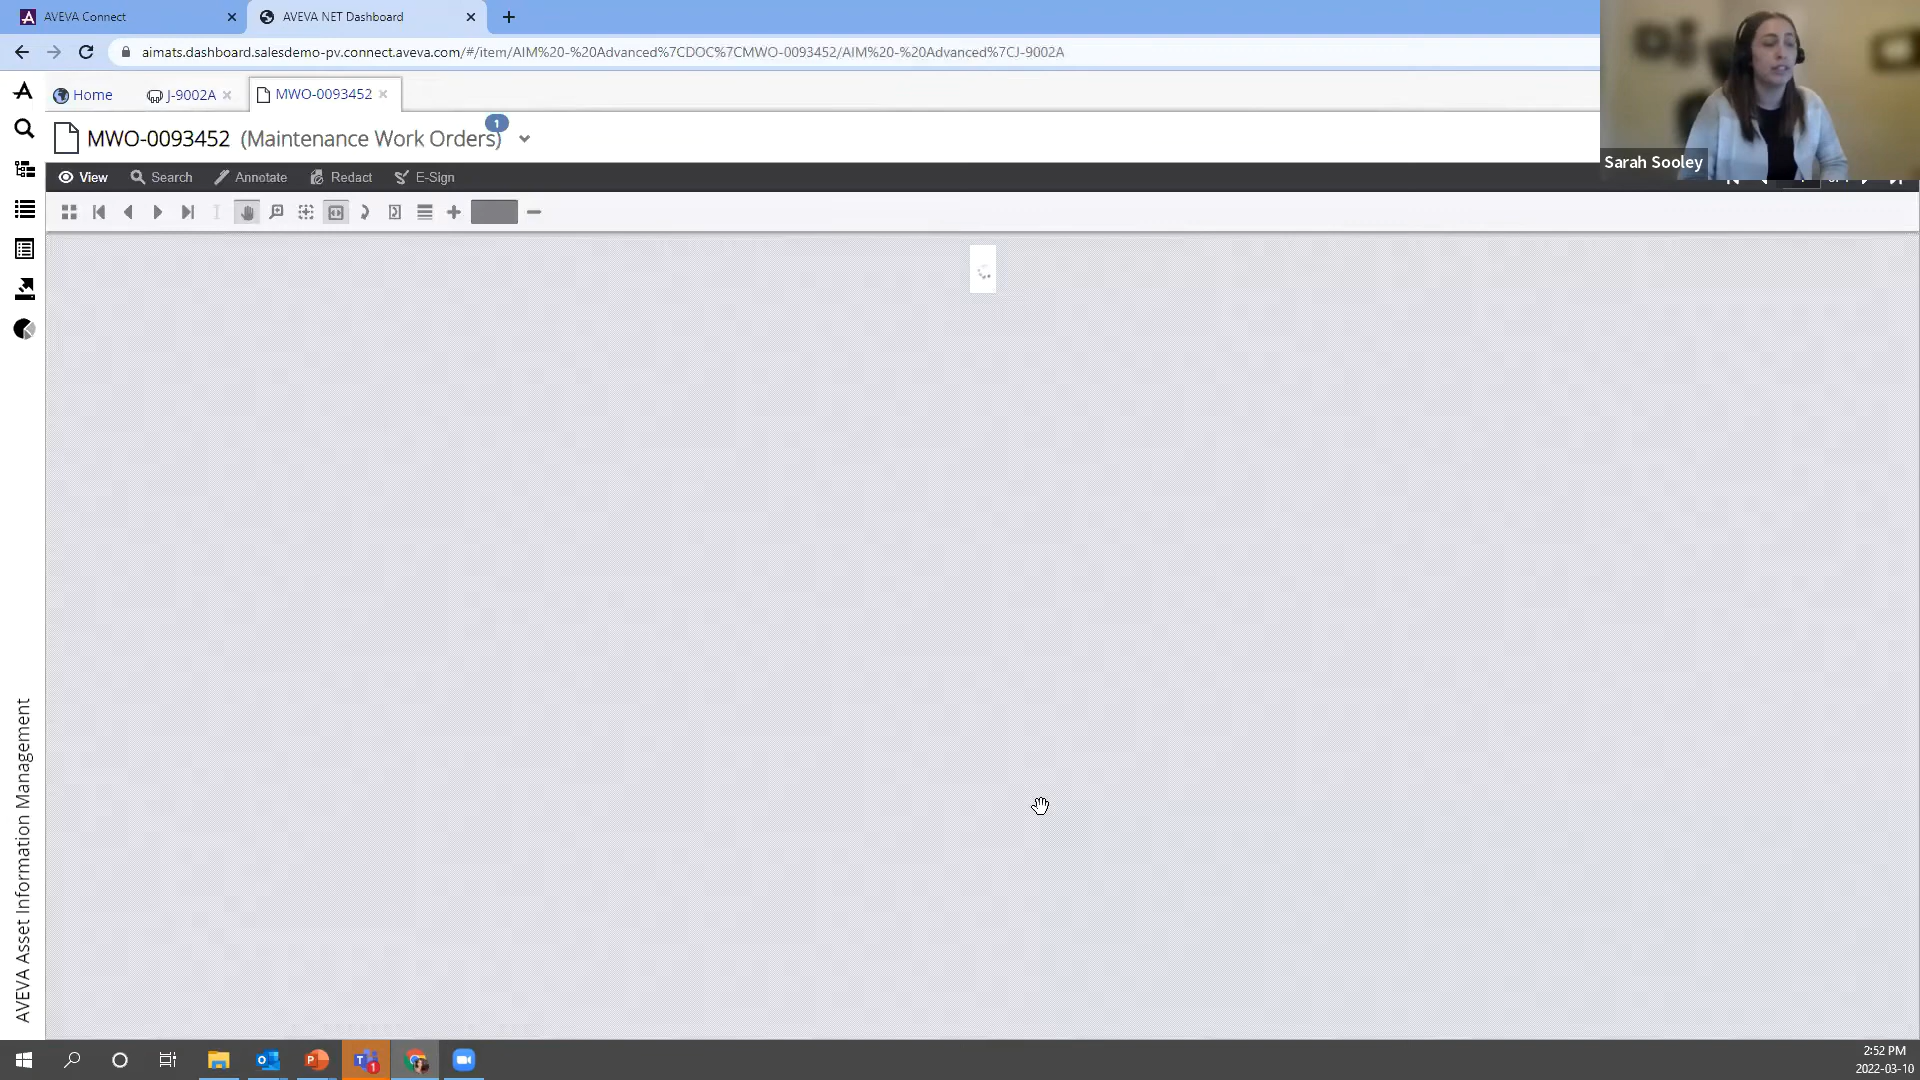 AVEVA Connect
AVEVA NET Dashboard
aimats.dashboard.salesdemo-pv.connect.aveva.com/#/item/AIM%20-%20Advanced%7CDOC%7CMWO-0093452/AIM%20-%20Advanced%7CJ-9002A
Home
J-9002A
MWO-0093452
MWO-0093452 (Maintenance Work Orders)
1
Sarah Sooley
View
Search
Annotate
Redact
E-Sign
AVEVA Asset Information Management
2:52 PM
2022-03-10